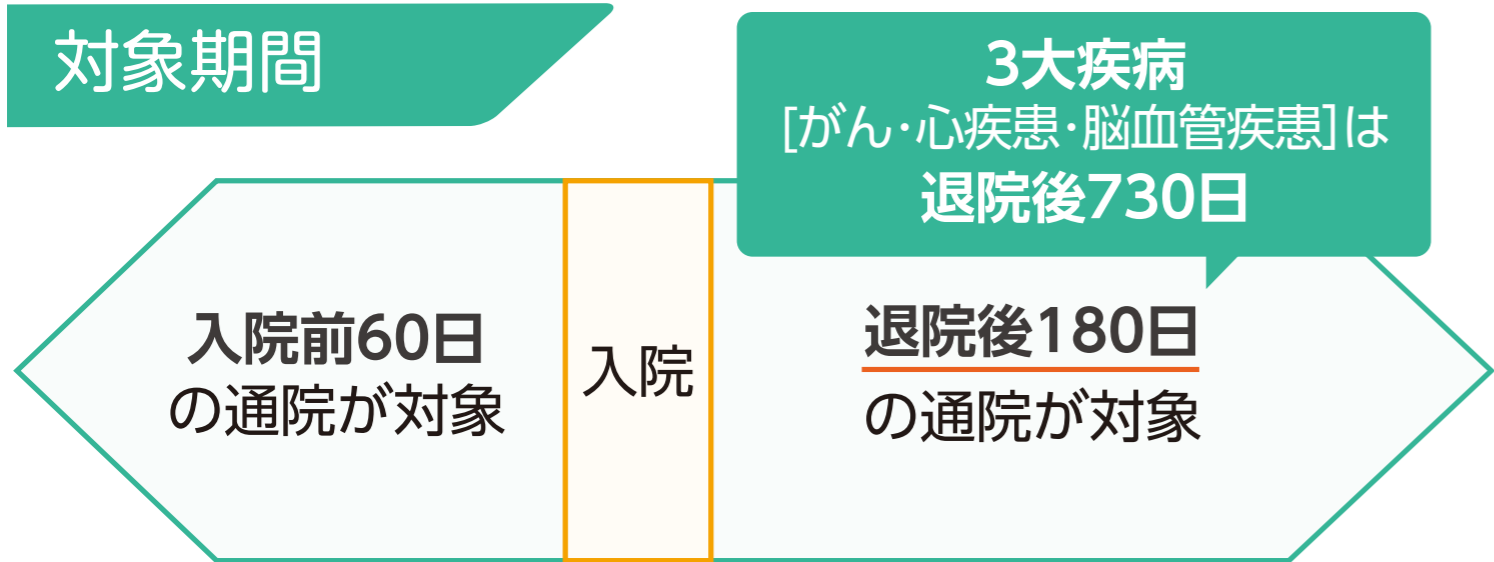 対象期間
3大疾病
[がん･心疾患･脳血管疾患]は
退院後730日
入院前60日
の通院が対象
入院
退院後180日
の通院が対象